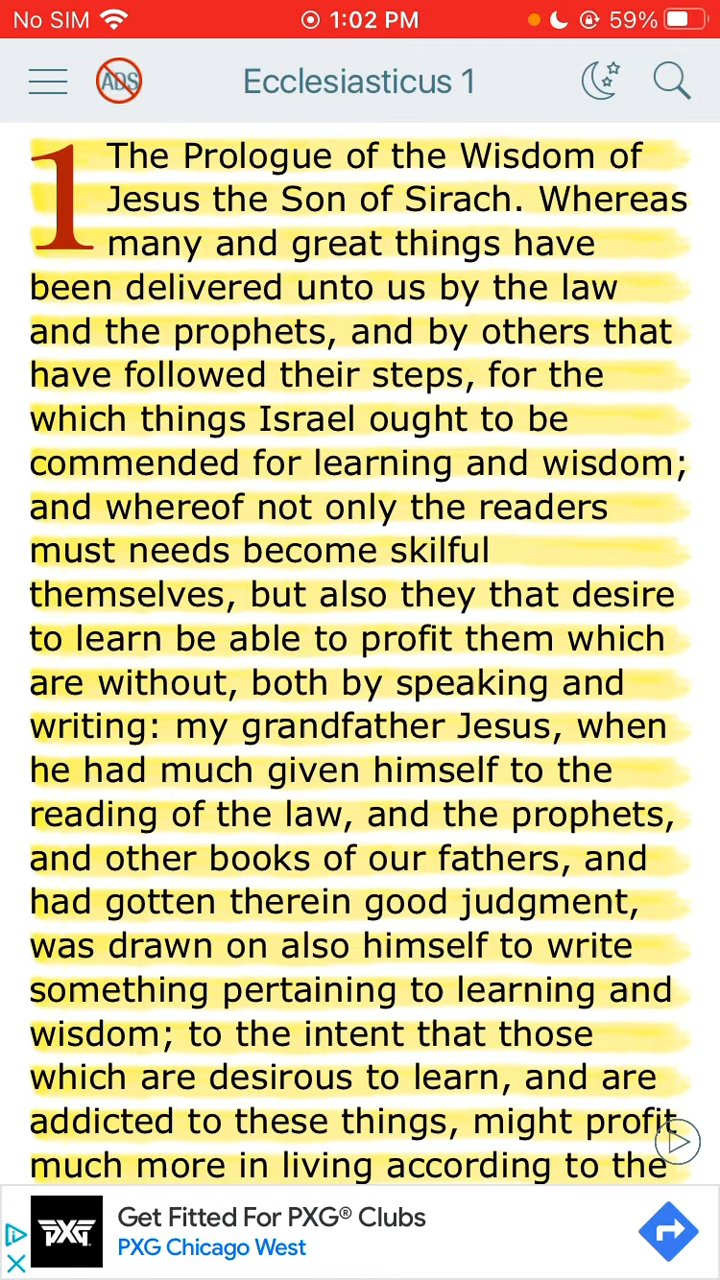 No SIM 1:02 PM 59%
ADS Ecclesiasticus 1
1 The Prologue of the Wisdom of
Jesus the Son of Sirach. Whereas
many and great things have
been delivered unto us by the law
and the prophets, and by others that
have followed their steps, for the
which things Israel ought to be
commended for learning and wisdom;
and whereof not only the readers
must needs become skilful
themselves, but also they that desire
to learn be able to profit them which
are without, both by speaking and
writing: my grandfather Jesus, when
he had much given himself to the
reading of the law, and the prophets,
and other books of our fathers, and
had gotten therein good judgment,
was drawn on also himself to write
something pertaining to learning and
wisdom; to the intent that those
which are desirous to learn, and are
addicted to these things, might profit
much more in living according to the
PXG Get Fitted For PXG® Clubs
PXG Chicago West